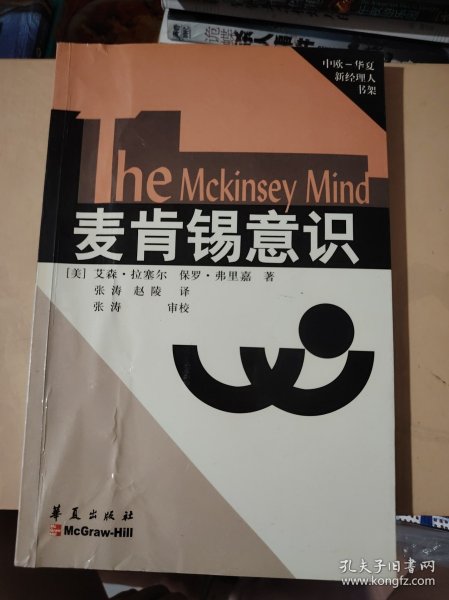 中欧-华夏
新经理人
书架
The Mckinsey Mind
麦肯锡意识
[美] 艾森·拉塞尔 保罗·弗里嘉 著
张涛 赵陵 译
张涛 审校
华夏出版社
McGraw-Hill
孔夫子旧书网
www.kongfz.com